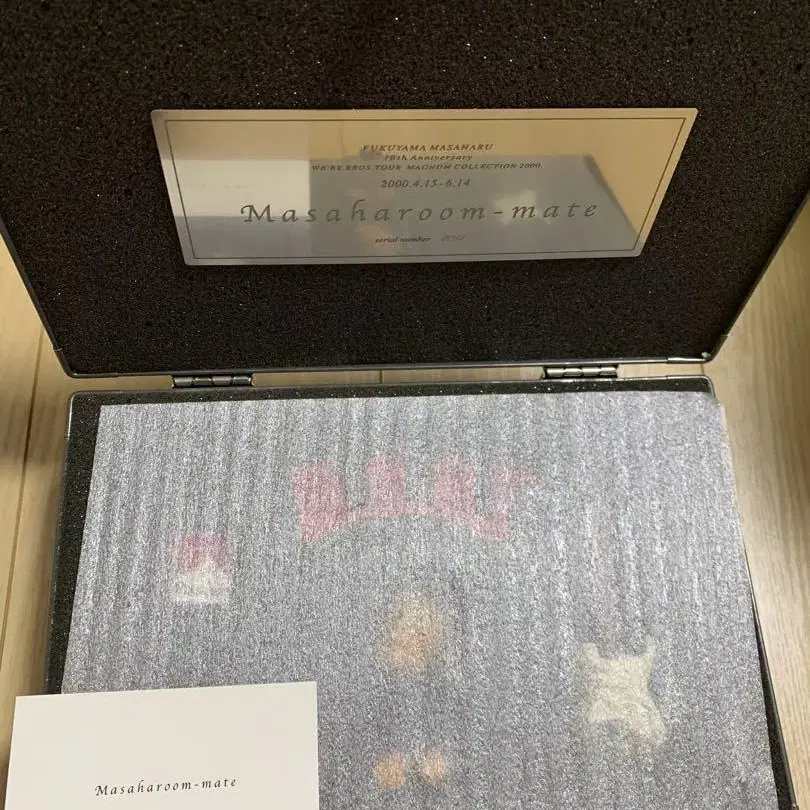 FUKUYAMA MASAHARU
10th Anniversary
WE'RE BROS.TOUR MAGNUM COLLECTION 2000
2000.4.15-6.14
Masaharoom-mate
serial number
Masaharoom-mate